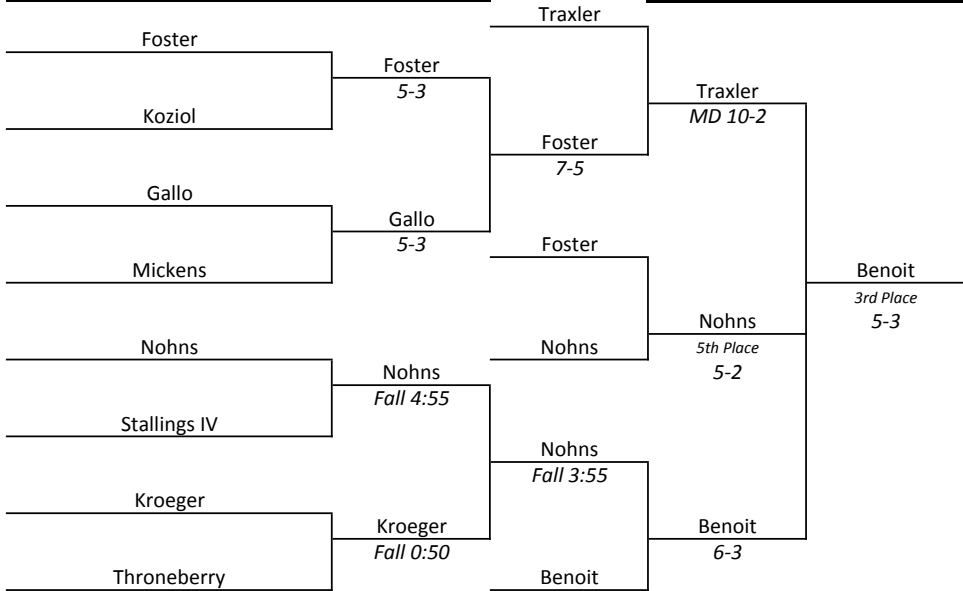 Traxler
Foster
Foster
5-3
Koziol
Traxler
MD 10-2
Foster
7-5
Gallo
Gallo
5-3
Mickens
Foster
Benoit
3rd Place
5-3
Nohns
5th Place
5-2
Nohns
Nohns
Nohns
Fall 4:55
Stallings IV
Nohns
Fall 3:55
Kroeger
Kroeger
Fall 0:50
Benoit
6-3
Throneberry
Benoit